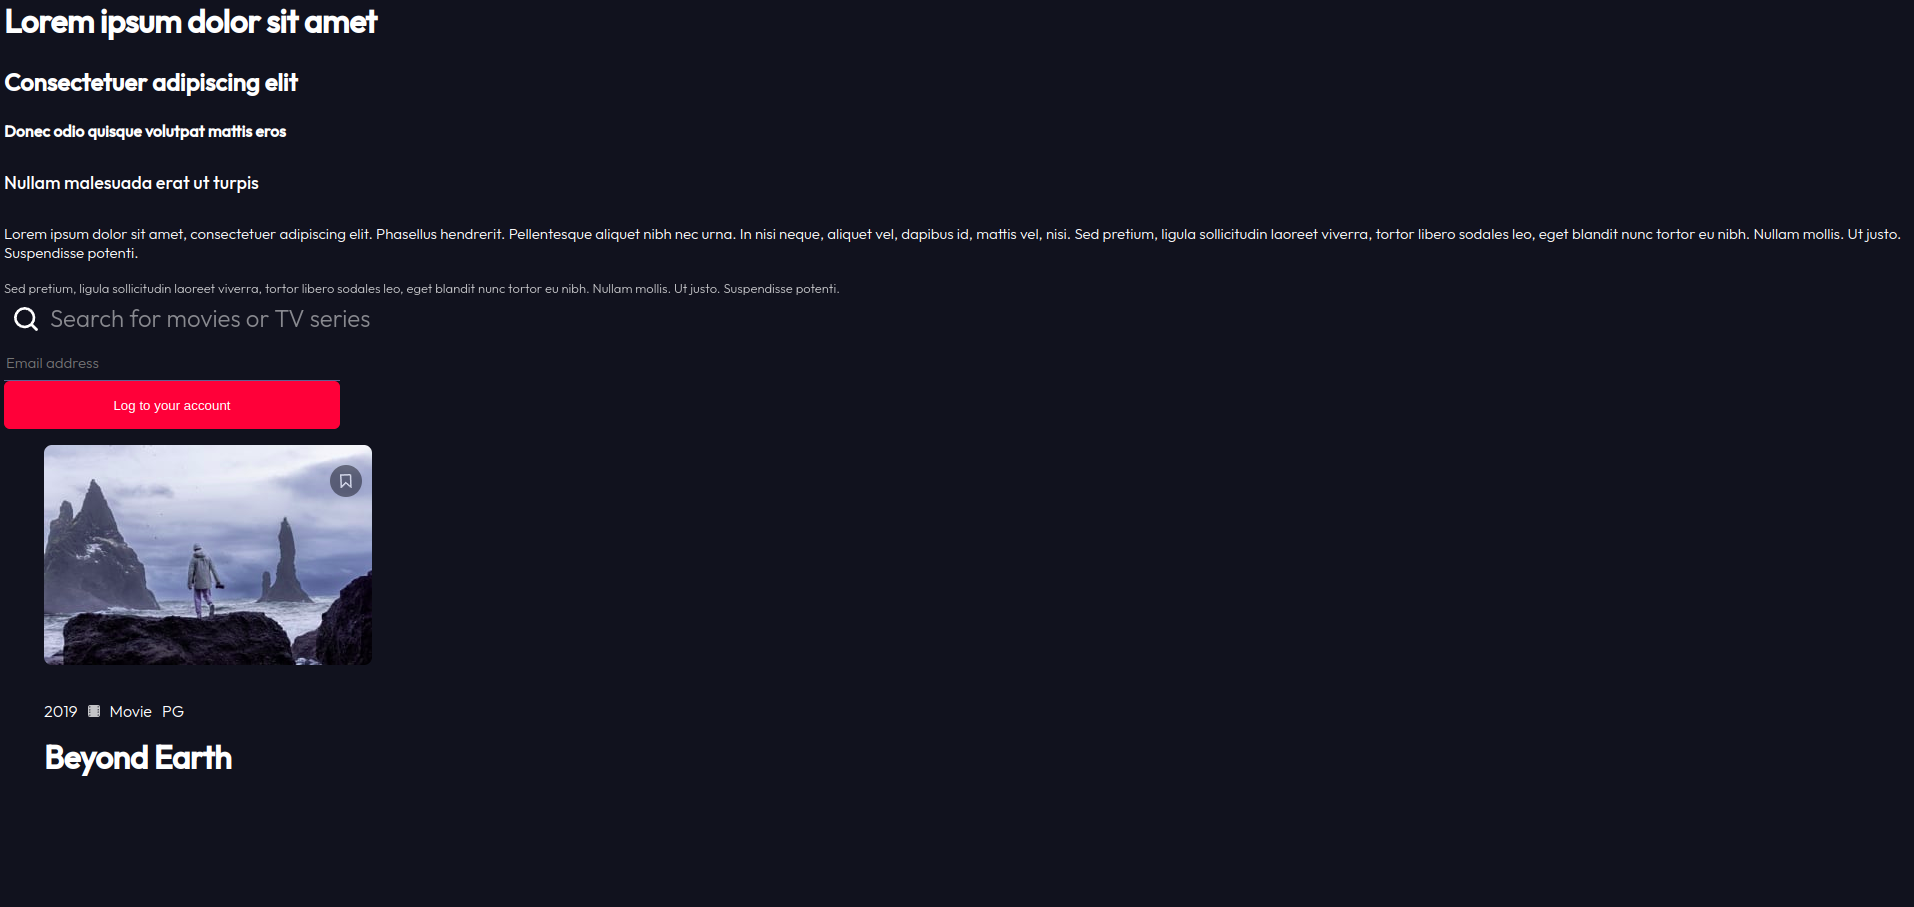 Lorem ipsum dolor sit amet
Consectetuer adipiscing elit
Donec odio quisque volutpat mattis eros
Nullam malesuada erat ut turpis
Lorem ipsum dolor sit amet, consectetuer adipiscing elit. Phasellus hendrerit. Pellentesque aliquet nibh nec urna. In nisi neque, aliquet vel, dapibus id, mattis vel, nisi. Sed pretium, ligula sollicitudin laoreet viverra, tortor libero sodales leo, eget blandit nunc tortor eu nibh. Nullam mollis. Ut justo.
Suspendisse potenti.
Sed pretium, ligula sollicitudin laoreet viverra, tortor libero sodales leo, eget blandit nunc tortor eu nibh. Nullam mollis. Ut justo. Suspendisse potenti.
Search for movies or TV series
Email address
Log to your account
2019 Movie PG
Beyond Earth